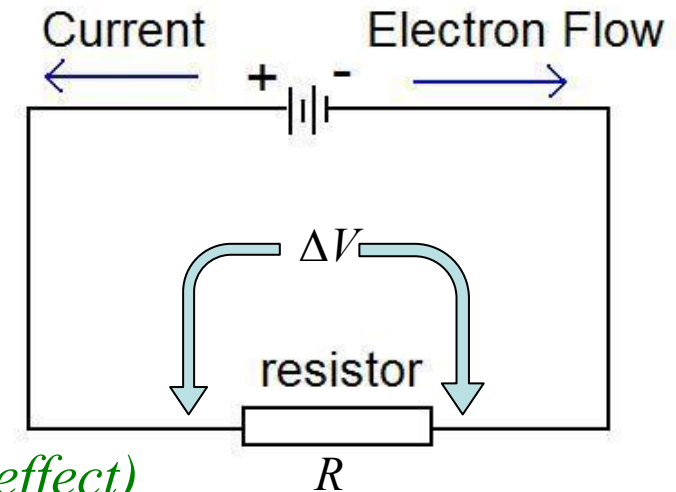 Current Electron Flow
+ -
ΔV
resistor
effect)
R